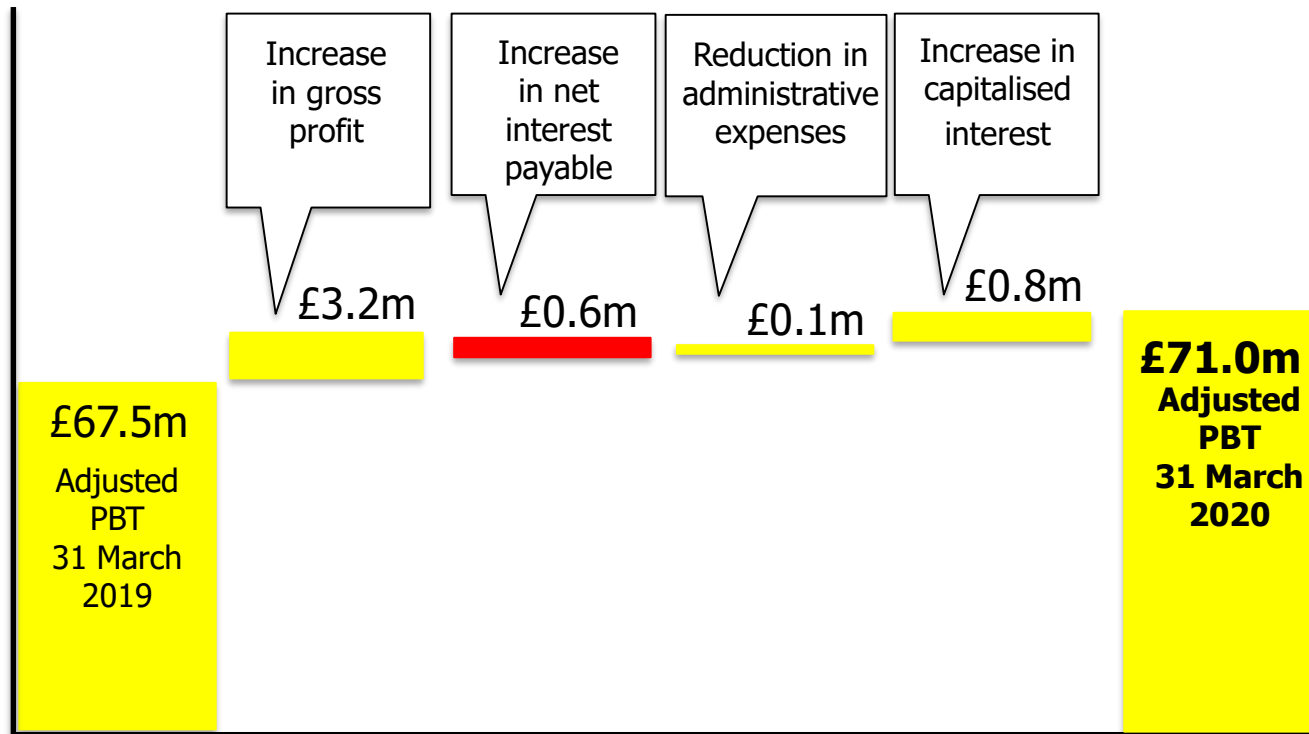 Increase
in gross
profit
Increase
in net
interest
payable
Reduction in
administrative
expenses
Increase in
capitalised
interest
£3.2m
£0.6m
£0.1m
£0.8m
£67.5m
Adjusted
PBT
31 March
2019
£71.0m
Adjusted
PBT
31 March
2020